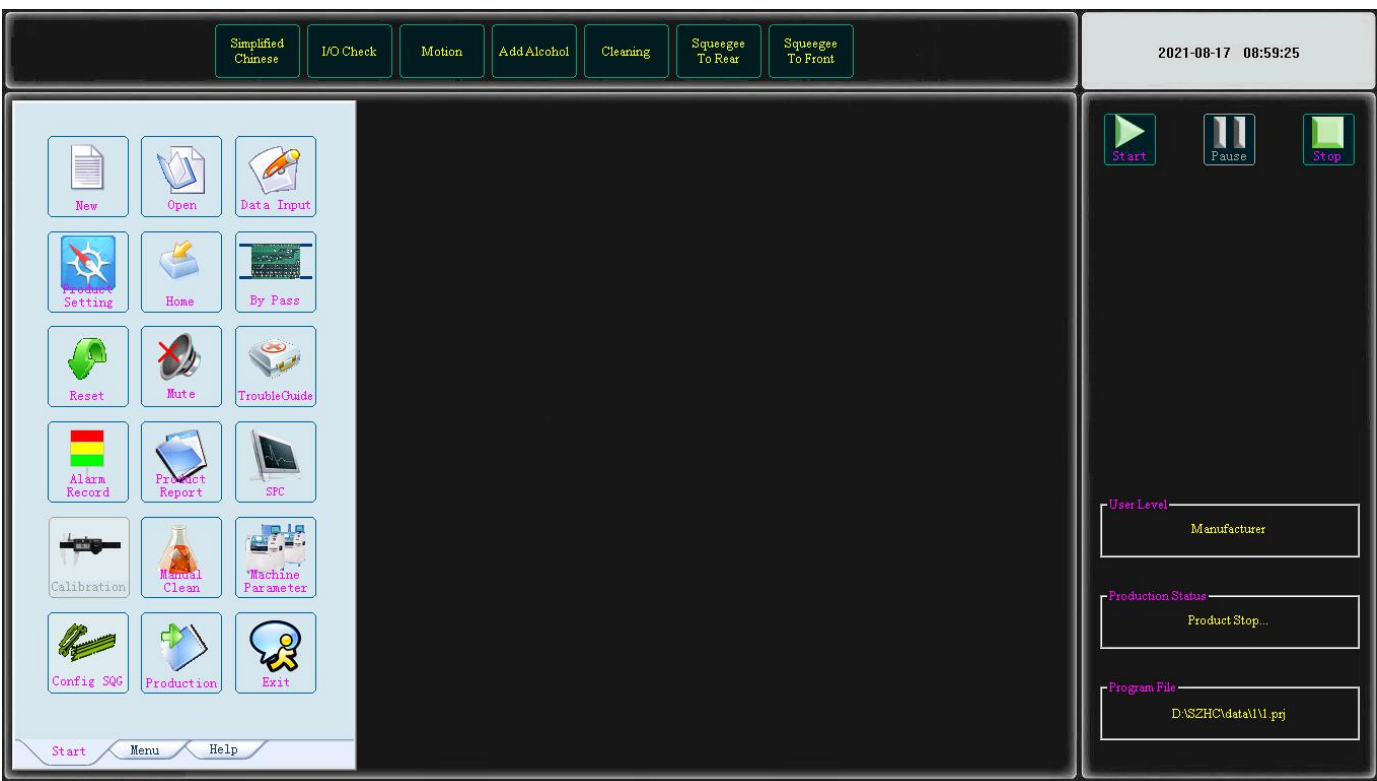 Simplified
Chinese
I/O Check
Motion
Add Alcohol
Cleaning
Squeegee
To Rear
Squeegee
To Front
2021-08-17 08:59:25
New
Open
Data Input
Product
Setting
Home
By Pass
Reset
Mute
TroubleGuide
Alarm
Record
Product
Report
SPC
Calibration
Manual
Clean
Machine
Parameter
Config SQG
Production
Exit
Start
Menu
Help
Start
Pause
Stop
User Level
Manufacturer
Production Status
Product Stop...
Program File
D:\SZHC\data\1\1.prj